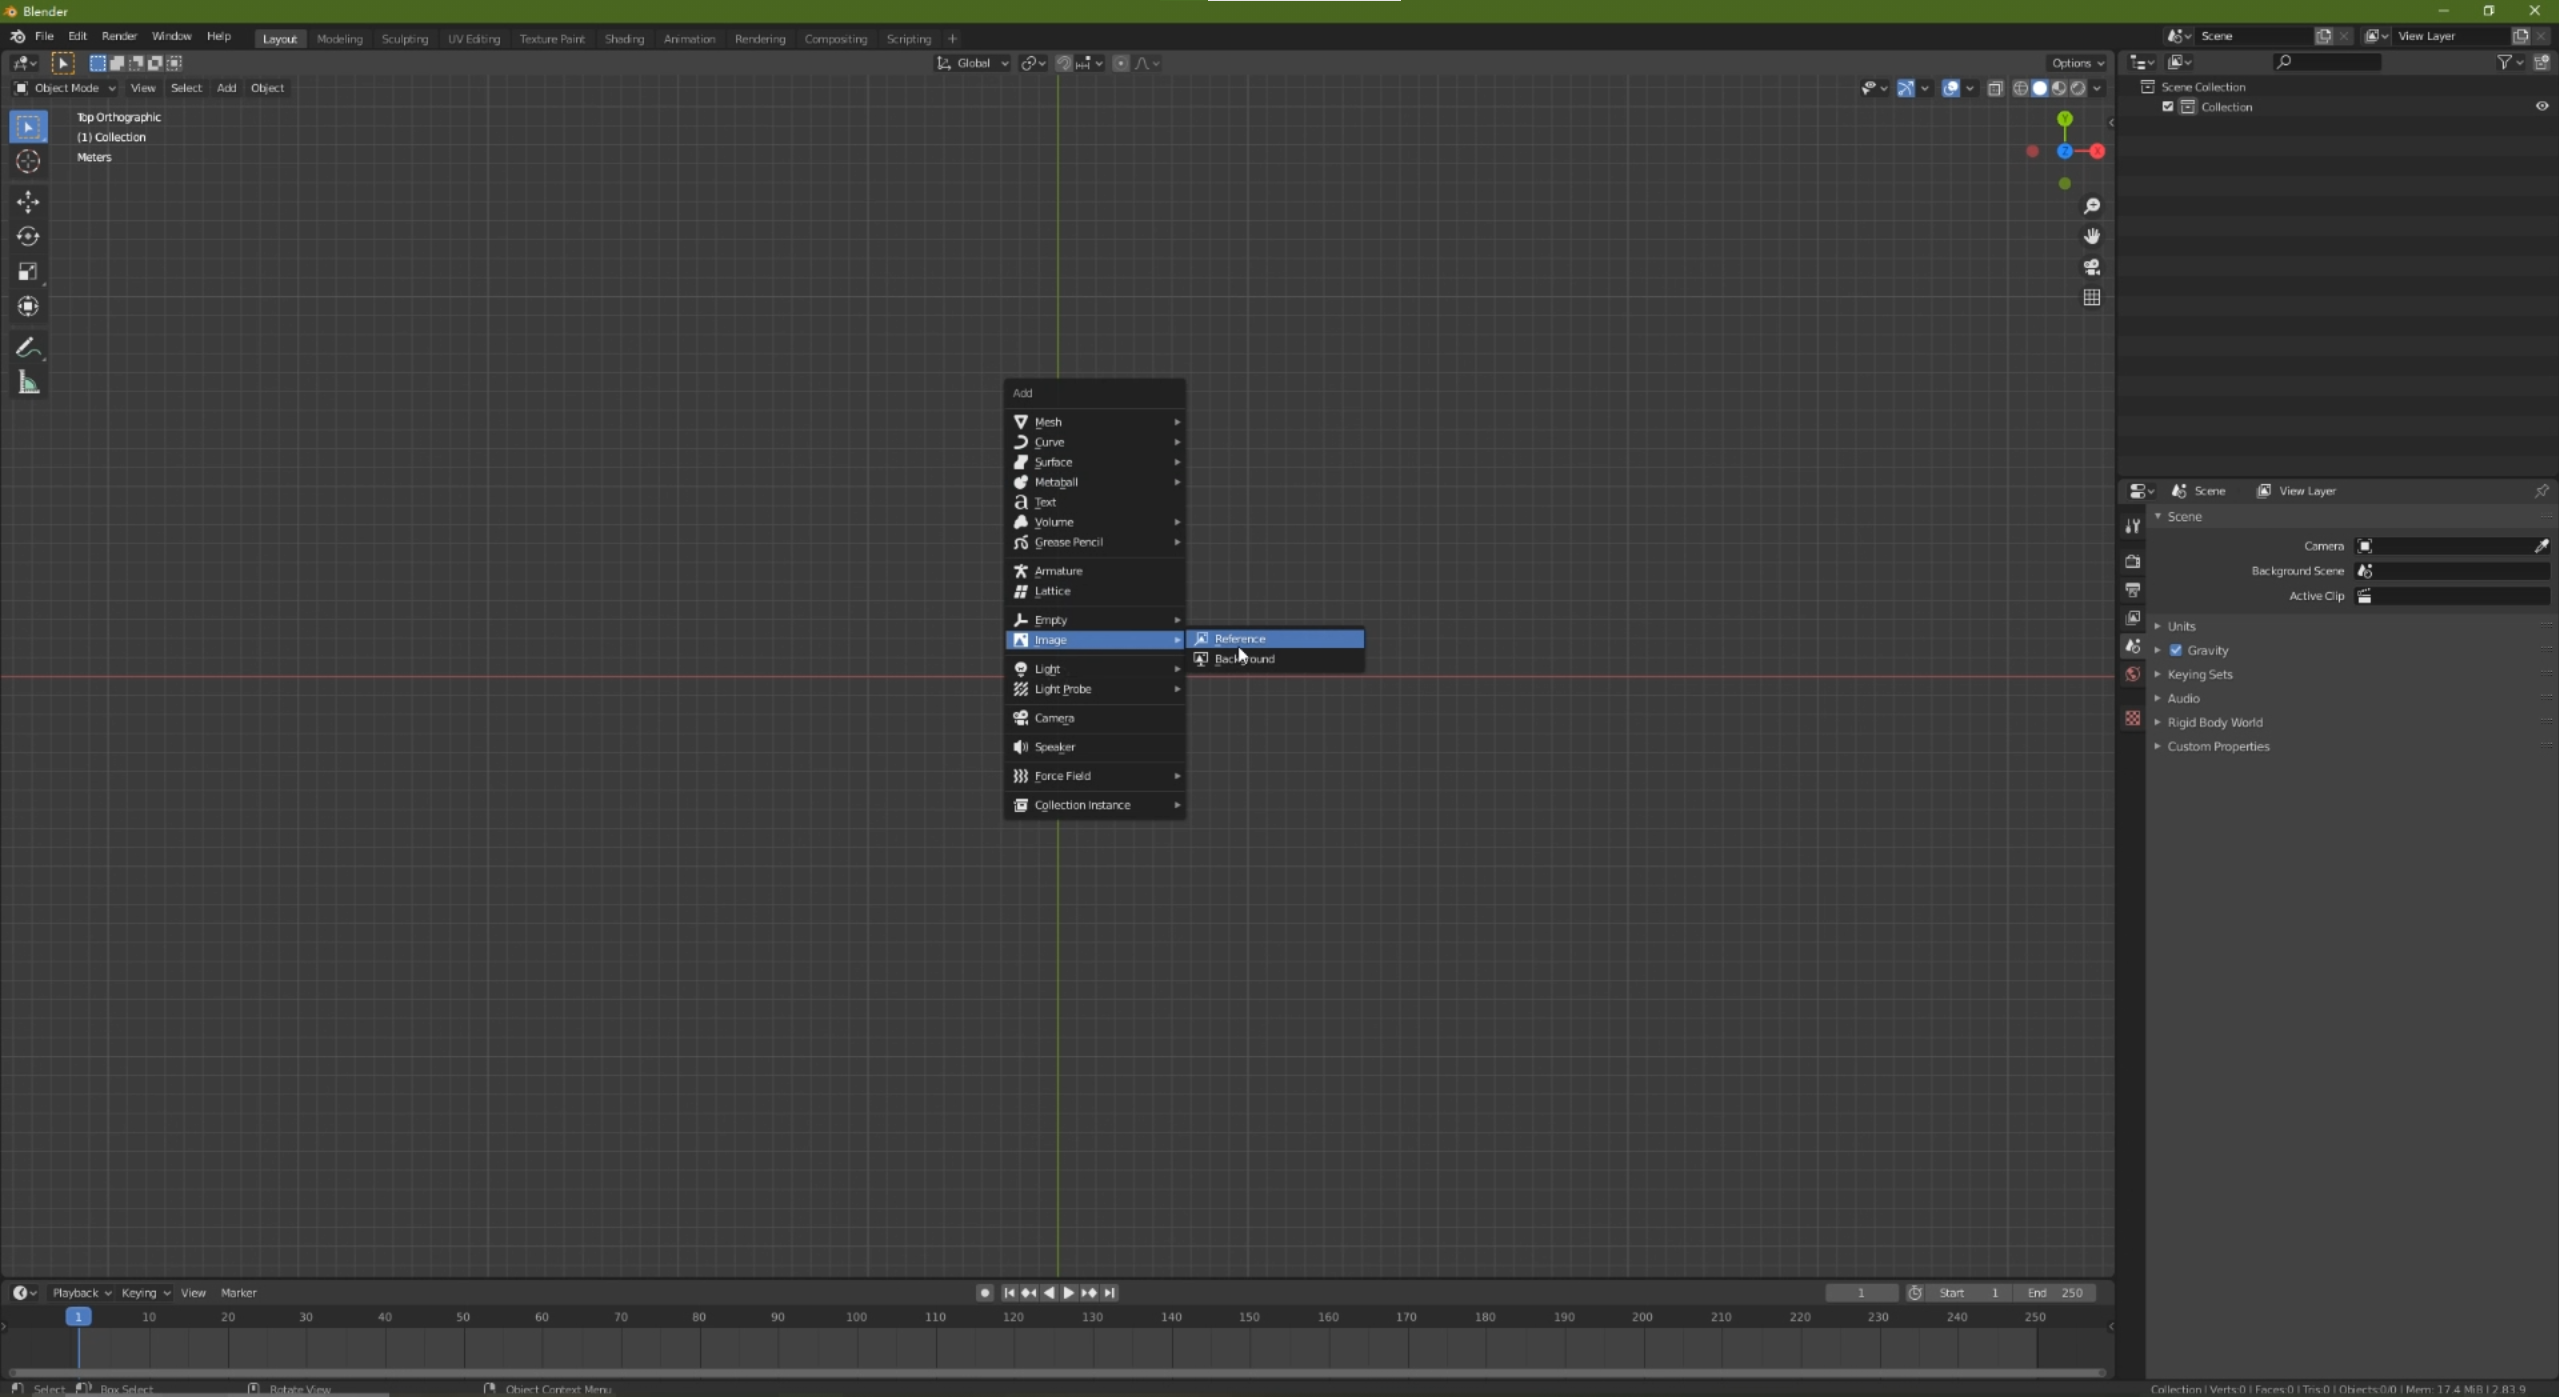 Blender
File Edit Render Window Help Layout Modeling Sculpting UV Editing Texture Paint Shading Animation Rendering Compositing Scripting + Scene View Layer
Global Options
Object Mode View Select Add Object
Top Orthographic
(1) Collection
Meters
Y
Z X
Scene Collection
Collection
Add
Mesh
Curve
Surface
Metaball
Text
Volume
Grease Pencil
Armature
Lattice
Empty
Image
Light
Light Probe
Camera
Speaker
Force Field
Collection Instance
Reference
Background
Scene View Layer
Scene
Camera
Background Scene
Active Clip
Units
Gravity
Keying Sets
Audio
Rigid Body World
Custom Properties
Playback Keying View Marker 1 Start 1 End 250
1 10 20 30 40 50 60 70 80 90 100 110 120 130 140 150 160 170 180 190 200 210 220 230 240 250
Select Box Select Rotate View Object Context Menu Collection | Verts:0 | Faces:0 | Tris:0 | Objects:0/0 | Mem: 17.4 MiB | 2.83.9